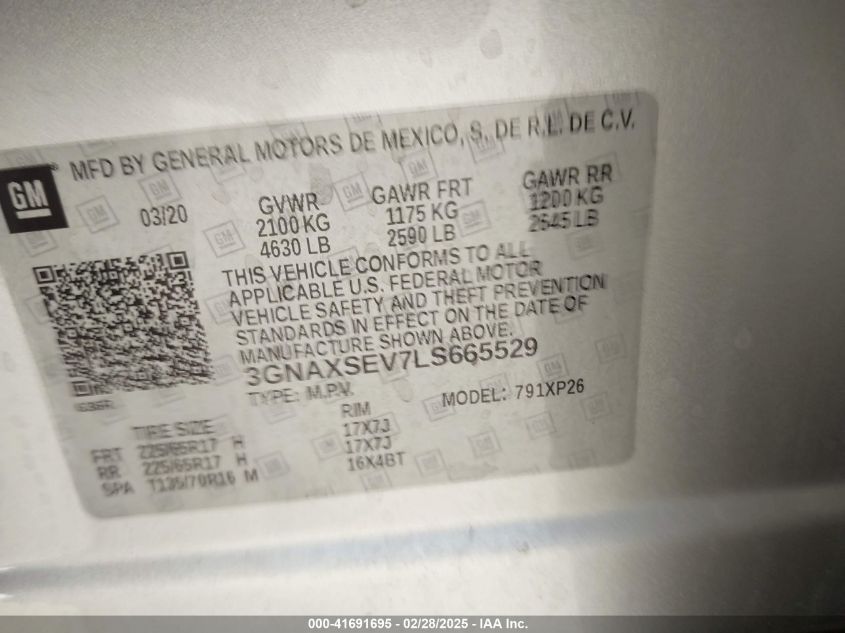 MFD BY GENERAL MOTORS DE MEXICO, S. DE R.L. DE C.V.
GM
03/20
GVWR GAWR FRT GAWR RR
2100 KG 1175 KG 1200 KG
4630 LB 2590 LB 2645 LB
THIS VEHICLE CONFORMS TO ALL
APPLICABLE U.S. FEDERAL MOTOR
VEHICLE SAFETY AND THEFT PREVENTION
STANDARDS IN EFFECT ON THE DATE OF
MANUFACTURE SHOWN ABOVE.
3GNAXSEV7LS665529
TYPE: M.P.V. MODEL: 791XP26
TIRE SIZE RIM
FRT 225/65R17 H 17X7J
RR 225/65R17 H 17X7J
SPA T135/70R16 M 16X4BT
000-41691695 - 02/28/2025 - IAA Inc.